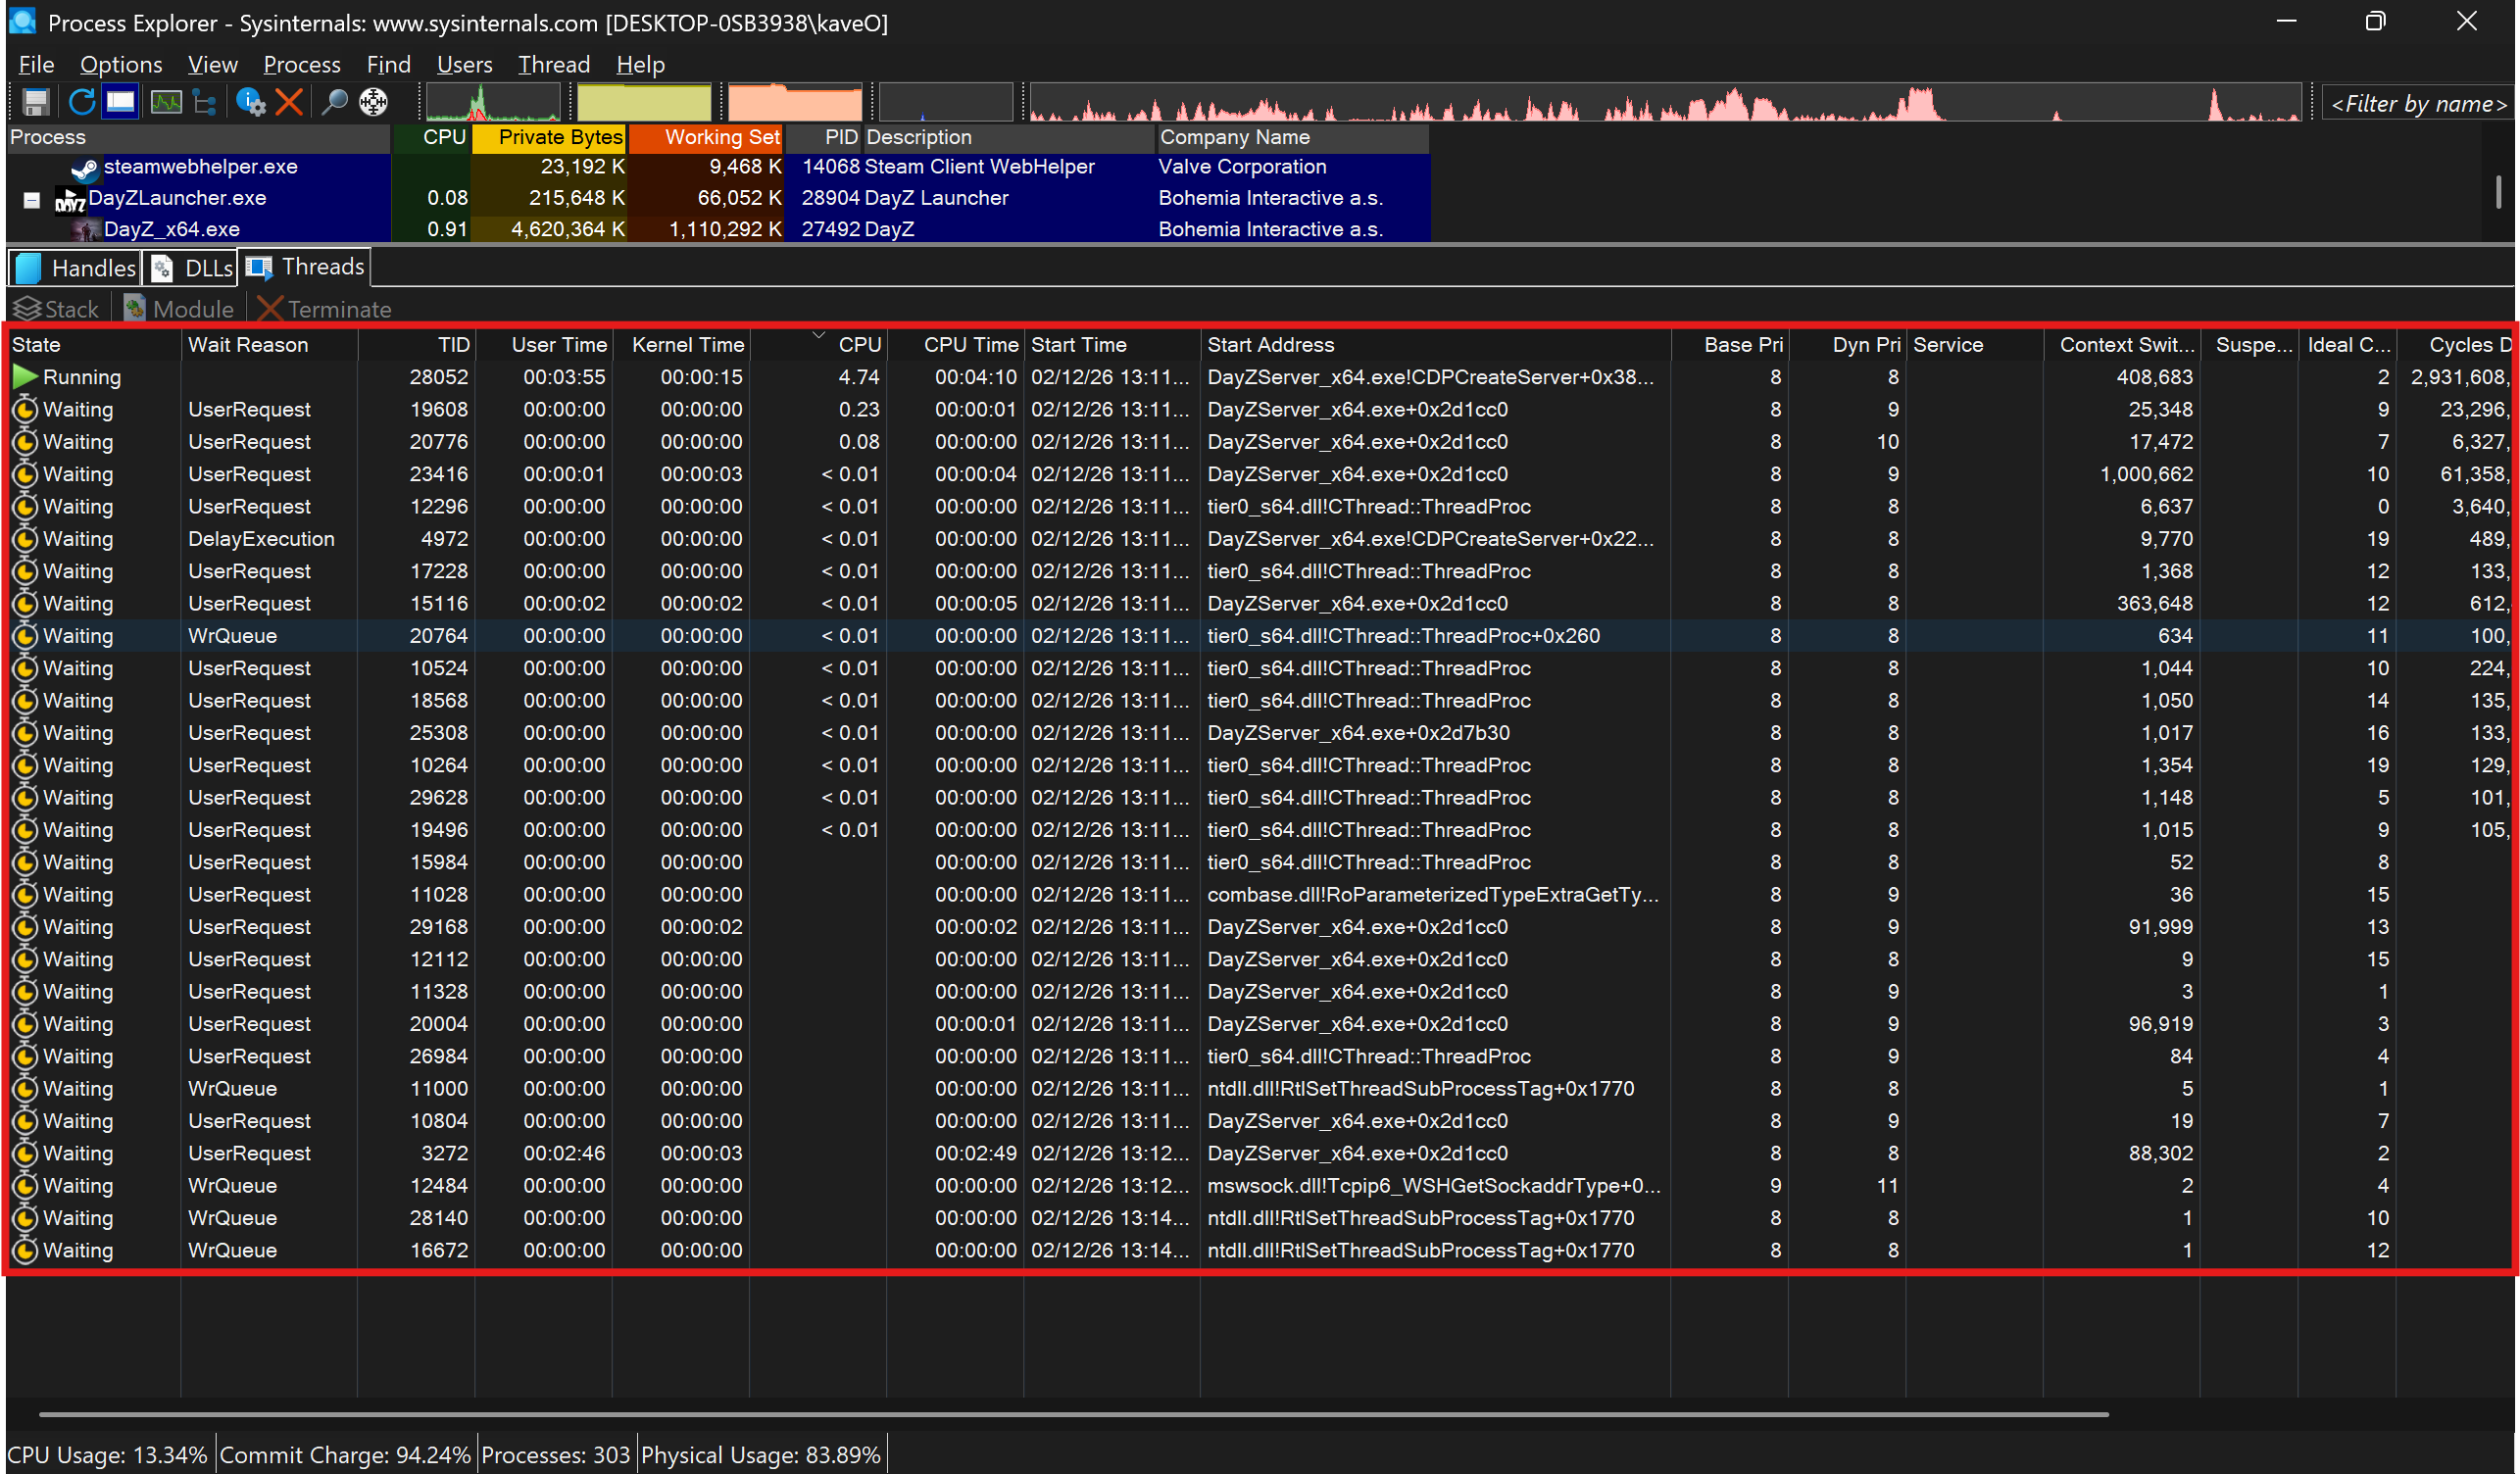 Process Explorer - Sysinternals: www.sysinternals.com [DESKTOP-0SB3938\kaveO]
File Options View Process Find Users Thread Help
<Filter by name>
Process CPU Private Bytes Working Set PID Description Company Name
steamwebhelper.exe 23,192 K 9,468 K 14068 Steam Client WebHelper Valve Corporation
DayZLauncher.exe 0.08 215,648 K 66,052 K 28904 DayZ Launcher Bohemia Interactive a.s.
DayZ_x64.exe 0.91 4,620,364 K 1,110,292 K 27492 DayZ Bohemia Interactive a.s.
Handles DLLs Threads
Stack Module Terminate
State Wait Reason TID User Time Kernel Time CPU CPU Time Start Time Start Address Base Pri Dyn Pri Service Context Swit... Suspe... Ideal C... Cycles D
Running 28052 00:03:55 00:00:15 4.74 00:04:10 02/12/26 13:11... DayZServer_x64.exe!CDPCreateServer+0x38... 8 8 408,683 2 2,931,608,
Waiting UserRequest 19608 00:00:00 00:00:00 0.23 00:00:01 02/12/26 13:11... DayZServer_x64.exe+0x2d1cc0 8 9 25,348 9 23,296,
Waiting UserRequest 20776 00:00:00 00:00:00 0.08 00:00:00 02/12/26 13:11... DayZServer_x64.exe+0x2d1cc0 8 10 17,472 7 6,327,
Waiting UserRequest 23416 00:00:01 00:00:03 < 0.01 00:00:04 02/12/26 13:11... DayZServer_x64.exe+0x2d1cc0 8 9 1,000,662 10 61,358,
Waiting UserRequest 12296 00:00:00 00:00:00 < 0.01 00:00:00 02/12/26 13:11... tier0_s64.dll!CThread::ThreadProc 8 8 6,637 0 3,640,
Waiting DelayExecution 4972 00:00:00 00:00:00 < 0.01 00:00:00 02/12/26 13:11... DayZServer_x64.exe!CDPCreateServer+0x22... 8 8 9,770 19 489,
Waiting UserRequest 17228 00:00:00 00:00:00 < 0.01 00:00:00 02/12/26 13:11... tier0_s64.dll!CThread::ThreadProc 8 8 1,368 12 133,
Waiting UserRequest 15116 00:00:02 00:00:02 < 0.01 00:00:05 02/12/26 13:11... DayZServer_x64.exe+0x2d1cc0 8 8 363,648 12 612,
Waiting WrQueue 20764 00:00:00 00:00:00 < 0.01 00:00:00 02/12/26 13:11... tier0_s64.dll!CThread::ThreadProc+0x260 8 8 634 11 100,
Waiting UserRequest 10524 00:00:00 00:00:00 < 0.01 00:00:00 02/12/26 13:11... tier0_s64.dll!CThread::ThreadProc 8 8 1,044 10 224,
Waiting UserRequest 18568 00:00:00 00:00:00 < 0.01 00:00:00 02/12/26 13:11... tier0_s64.dll!CThread::ThreadProc 8 8 1,050 14 135,
Waiting UserRequest 25308 00:00:00 00:00:00 < 0.01 00:00:00 02/12/26 13:11... DayZServer_x64.exe+0x2d7b30 8 8 1,017 16 133,
Waiting UserRequest 10264 00:00:00 00:00:00 < 0.01 00:00:00 02/12/26 13:11... tier0_s64.dll!CThread::ThreadProc 8 8 1,354 19 129,
Waiting UserRequest 29628 00:00:00 00:00:00 < 0.01 00:00:00 02/12/26 13:11... tier0_s64.dll!CThread::ThreadProc 8 8 1,148 5 101,
Waiting UserRequest 19496 00:00:00 00:00:00 < 0.01 00:00:00 02/12/26 13:11... tier0_s64.dll!CThread::ThreadProc 8 8 1,015 9 105,
Waiting UserRequest 15984 00:00:00 00:00:00 00:00:00 02/12/26 13:11... tier0_s64.dll!CThread::ThreadProc 8 8 52 8
Waiting UserRequest 11028 00:00:00 00:00:00 00:00:00 02/12/26 13:11... combase.dll!RoParameterizedTypeExtraGetTy... 8 9 36 15
Waiting UserRequest 29168 00:00:00 00:00:02 00:00:02 02/12/26 13:11... DayZServer_x64.exe+0x2d1cc0 8 9 91,999 13
Waiting UserRequest 12112 00:00:00 00:00:00 00:00:00 02/12/26 13:11... DayZServer_x64.exe+0x2d1cc0 8 8 9 15
Waiting UserRequest 11328 00:00:00 00:00:00 00:00:00 02/12/26 13:11... DayZServer_x64.exe+0x2d1cc0 8 9 3 1
Waiting UserRequest 20004 00:00:00 00:00:00 00:00:01 02/12/26 13:11... DayZServer_x64.exe+0x2d1cc0 8 9 96,919 3
Waiting UserRequest 26984 00:00:00 00:00:00 00:00:00 02/12/26 13:11... tier0_s64.dll!CThread::ThreadProc 8 9 84 4
Waiting WrQueue 11000 00:00:00 00:00:00 00:00:00 02/12/26 13:11... ntdll.dll!RtlSetThreadSubProcessTag+0x1770 8 8 5 1
Waiting UserRequest 10804 00:00:00 00:00:00 00:00:00 02/12/26 13:11... DayZServer_x64.exe+0x2d1cc0 8 9 19 7
Waiting UserRequest 3272 00:02:46 00:00:03 00:02:49 02/12/26 13:12... DayZServer_x64.exe+0x2d1cc0 8 8 88,302 2
Waiting WrQueue 12484 00:00:00 00:00:00 00:00:00 02/12/26 13:12... mswsock.dll!Tcpip6_WSHGetSockaddrType+0... 9 11 2 4
Waiting WrQueue 28140 00:00:00 00:00:00 00:00:00 02/12/26 13:14... ntdll.dll!RtlSetThreadSubProcessTag+0x1770 8 8 1 10
Waiting WrQueue 16672 00:00:00 00:00:00 00:00:00 02/12/26 13:14... ntdll.dll!RtlSetThreadSubProcessTag+0x1770 8 8 1 12
CPU Usage: 13.34% Commit Charge: 94.24% Processes: 303 Physical Usage: 83.89%